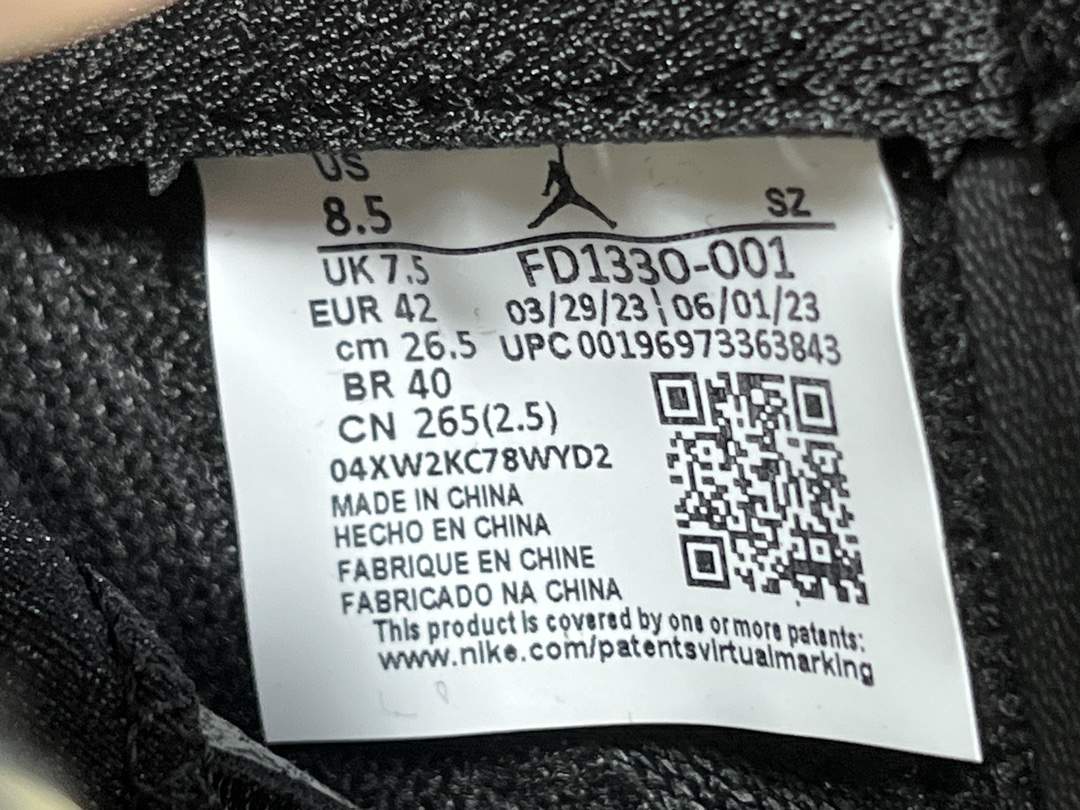 US
8.5
SZ
UK 7.5 FD1330-001
EUR 42 03/29/23 06/01/23
cm 26.5 UPC 00196973363843
BR 40
CN 265(2.5)
04XW2KC78WYD2
MADE IN CHINA
HECHO EN CHINA
FABRIQUE EN CHINE
FABRICADO NA CHINA
This product is covered by one or more patents:
www.nike.com/patentsvirtualmarking